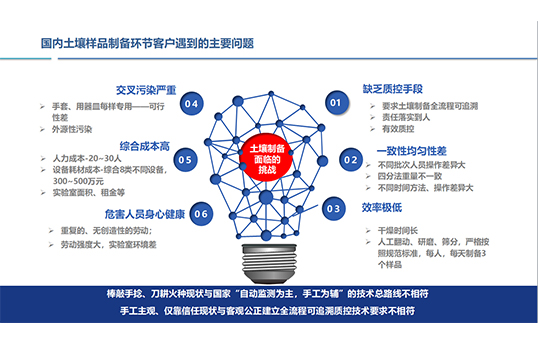 国内土壤样品制备环节客户遇到的主要问题
交叉污染严重
手套、用器皿每样专用——可行
性差
外源性污染
04
综合成本高
人力成本-20~30人
设备耗材成本-综合8类不同设备,
300~500万元
实验室面积、租金等
05
危害人员身心健康
重复的、无创造性的劳动;
劳动强度大，实验室环境差
06
土壤制备
面临的
挑战
01
缺乏质控手段
要求土壤制备全流程可追溯
责任落实到人
有效质控
02
一致性均匀性差
不同批次人员操作差异大
四分法重量不一致
不同时间方法、操作差异大
03
效率极低
干燥时间长
人工翻动、研磨、筛分，严格按
照规范标准，每人，每天制备3
个样品
棒敲手捻、刀耕火种现状与国家“自动监测为主，手工为辅”的技术总路线不相符
手工主观、仅靠信任现状与客观公正建立全流程可追溯质控技术要求不相符